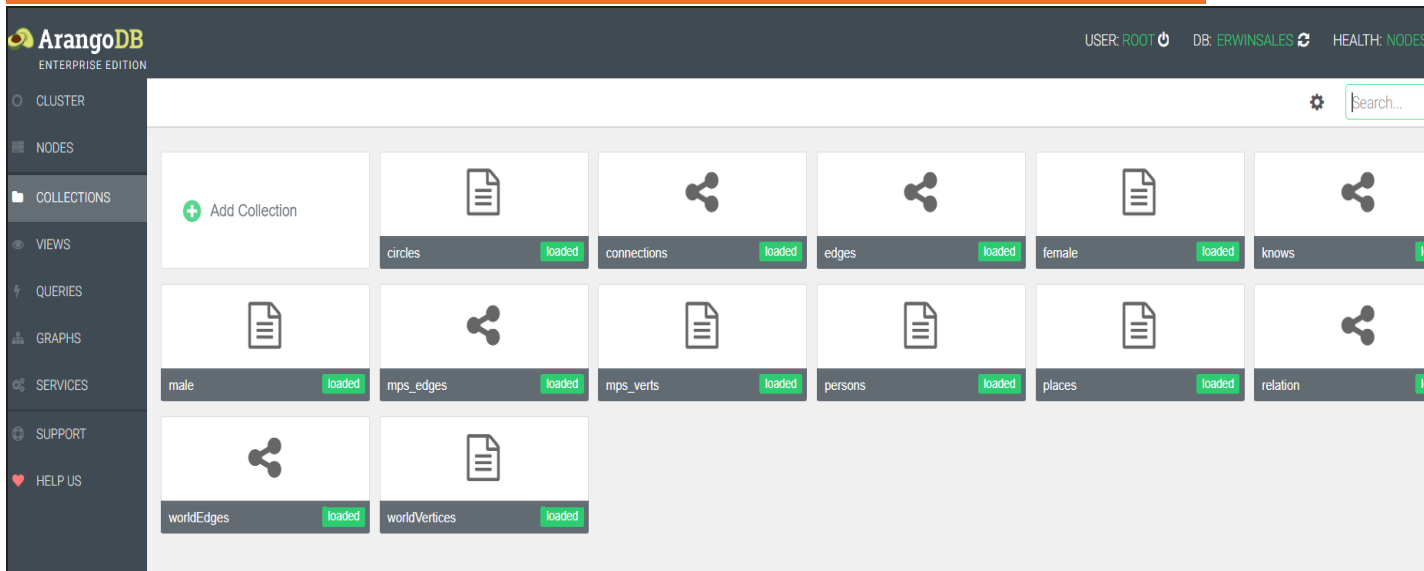 ArangoDB
ENTERPRISE EDITION
USER: ROOT DB: ERWINSALES HEALTH: NODES
CLUSTER
NODES
COLLECTIONS
VIEWS
QUERIES
GRAPHS
SERVICES
SUPPORT
HELP US
Search...
Add Collection
circles loaded
connections loaded
edges loaded
female loaded
knows
male loaded
mps_edges loaded
mps_verts loaded
persons loaded
places loaded
relation
worldEdges loaded
worldVertices loaded